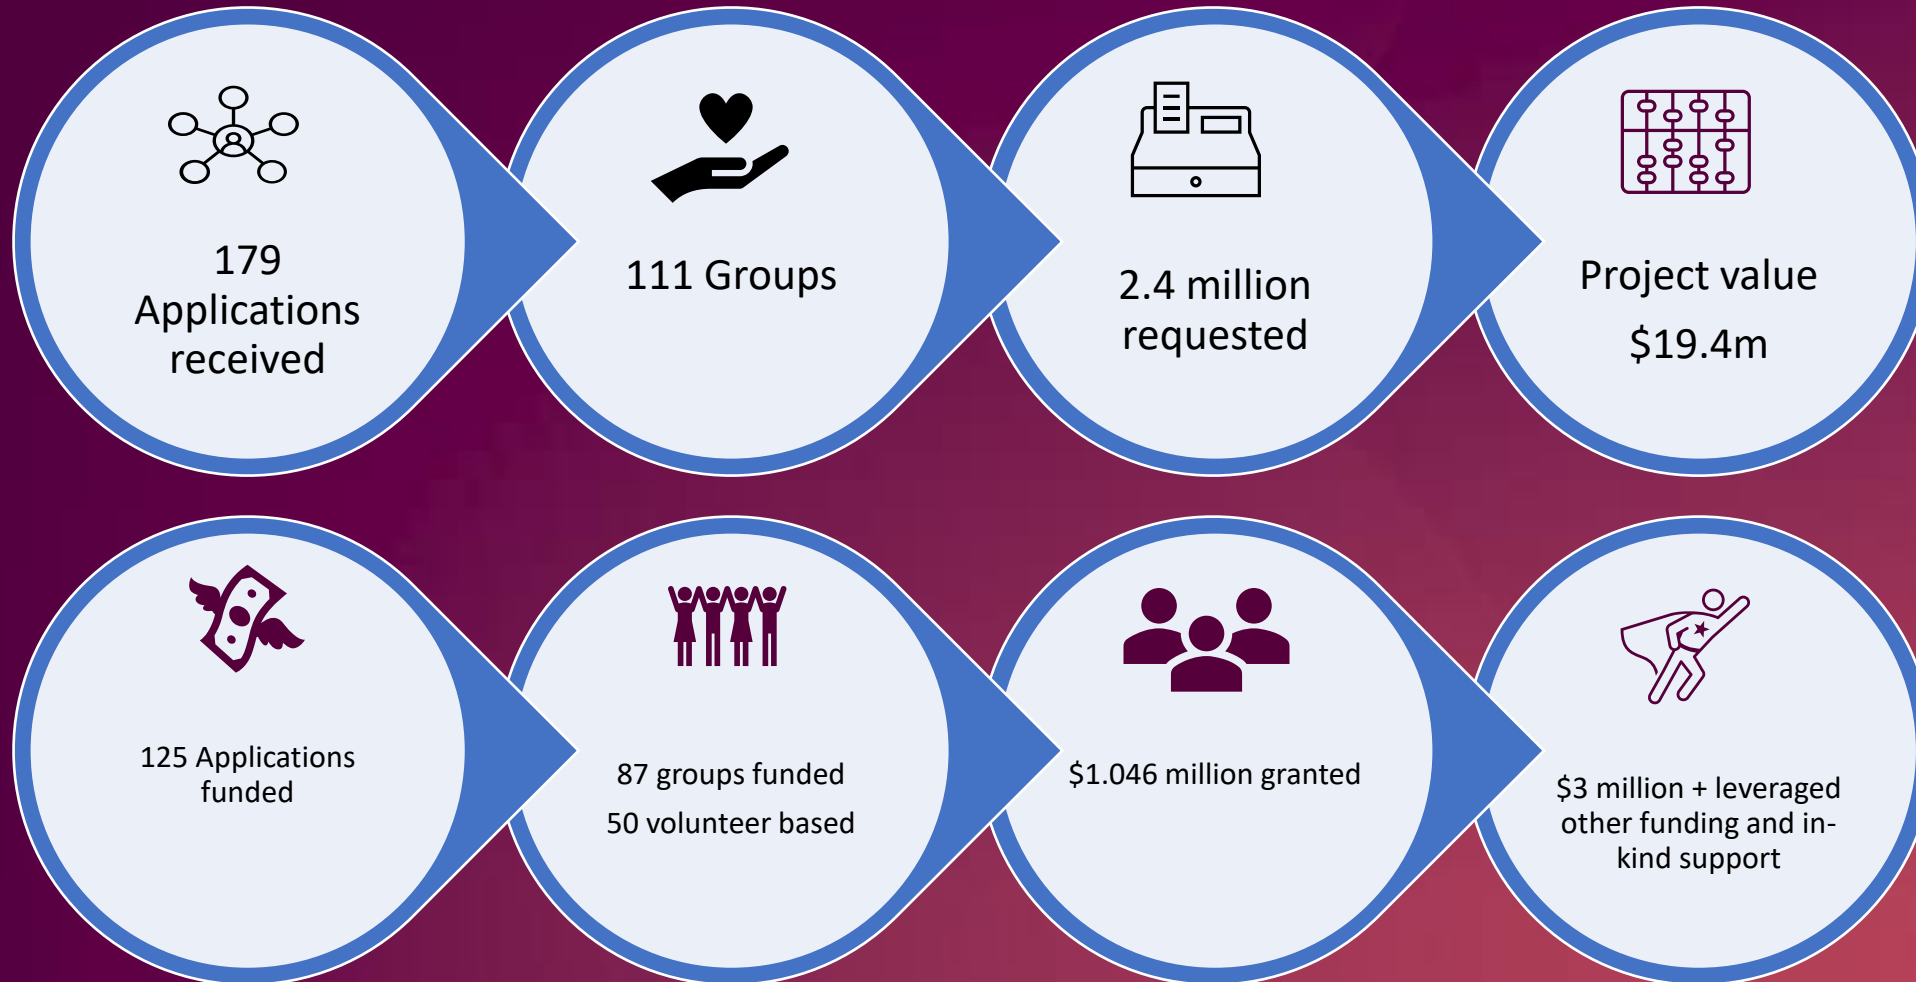 179
Applications
received
111 Groups
2.4 million
requested
Project value
$19.4m
125 Applications
funded
87 groups funded
50 volunteer based
$1.046 million granted
$3 million + leveraged
other funding and in-
kind support